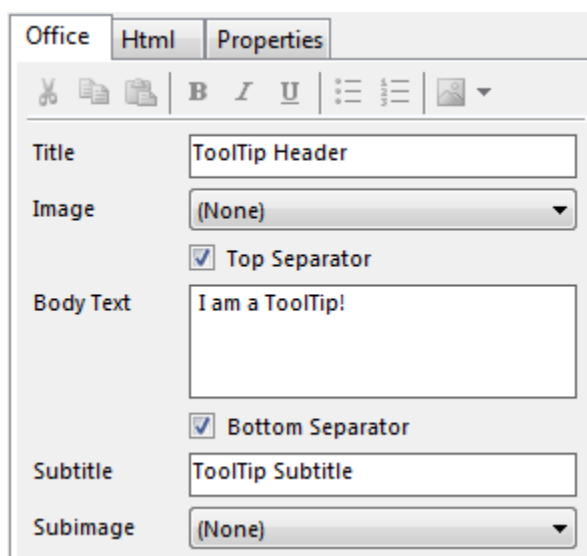 Office Html Properties
B I U
Title ToolTip Header
Image (None)
Top Separator
Body Text I am a ToolTip!
Bottom Separator
Subtitle ToolTip Subtitle
Subimage (None)